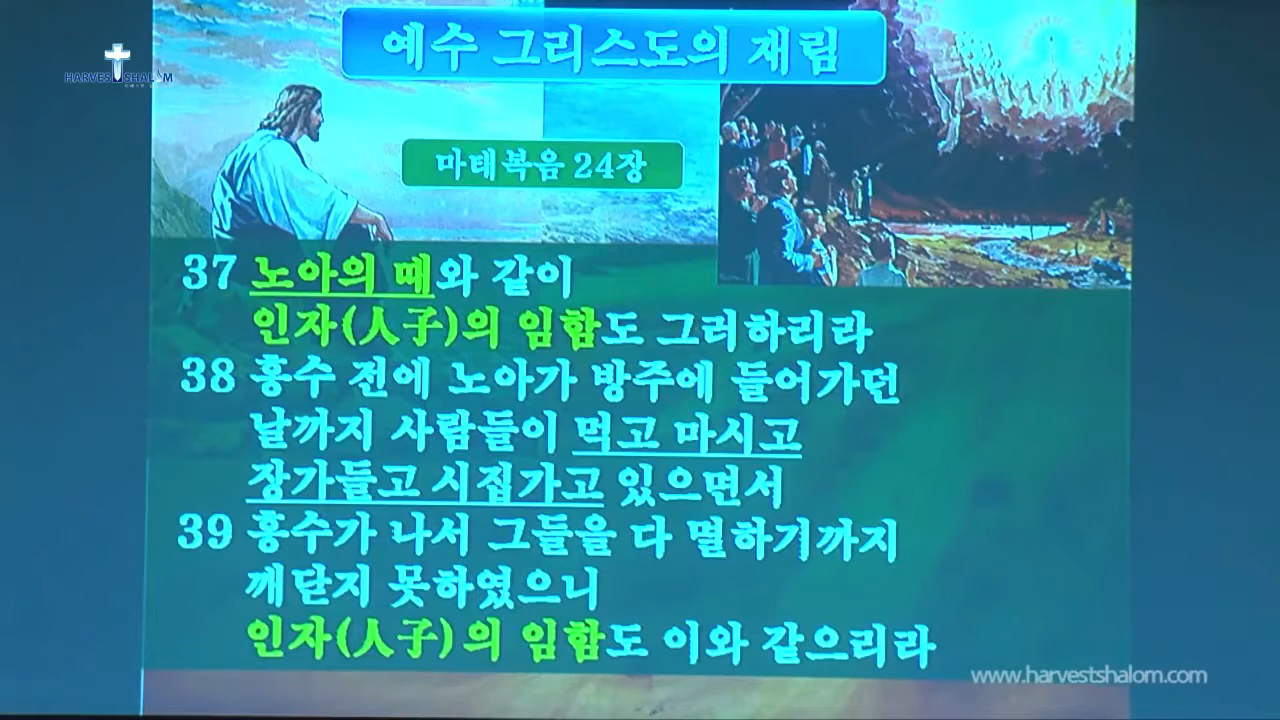 HARVEST SHALOM
예수 그리스도의 재림
마태복음 24장
37 노아의 때와 같이
인자(人子)의 임함도 그러하리라
38 홍수 전에 노아가 방주에 들어가던
날까지 사람들이 먹고 마시고
장가들고 시집가고 있으면서
39 홍수가 나서 그들을 다 멸하기까지
깨닫지 못하였으니
인자(人子)의 임함도 이와 같으리라
www.harvestshalom.com